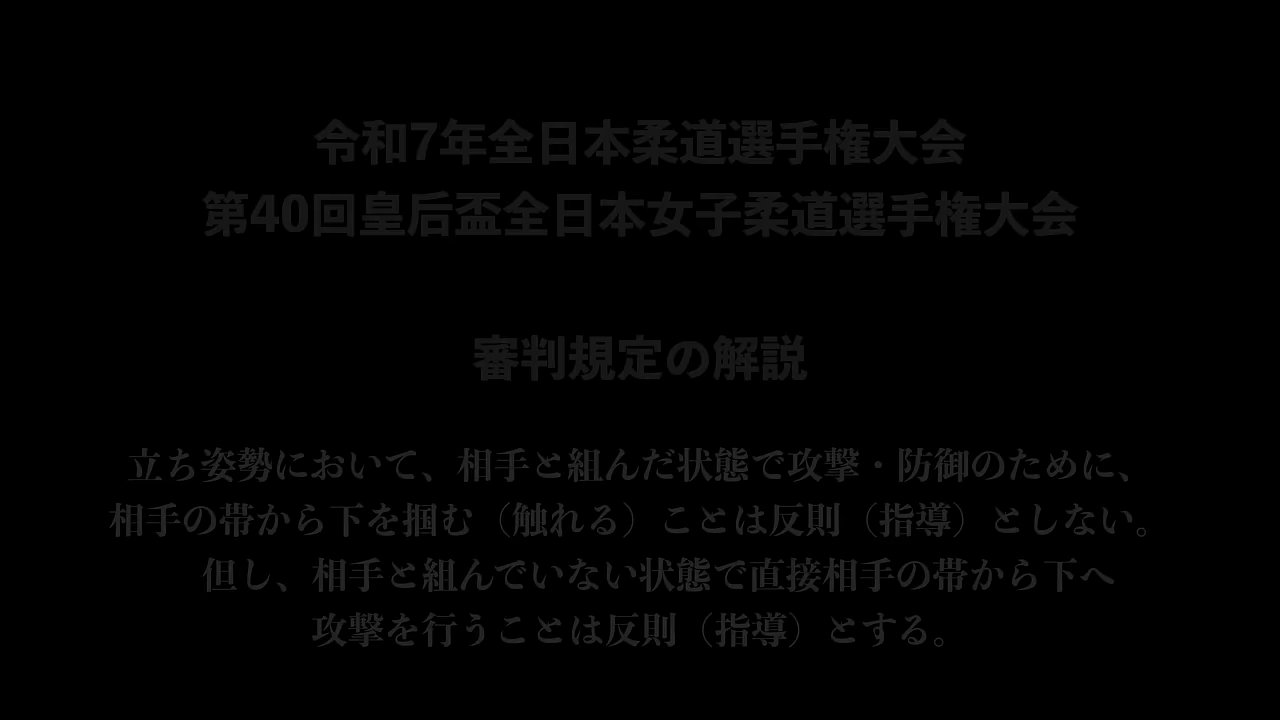 令和7年全日本柔道選手権大会
第40回皇后盃全日本女子柔道選手権大会
審判規定の解説
立ち姿勢において、相手と組んだ状態で攻撃・防御のために、
相手の帯から下を掴む（触れる）ことは反則（指導）としない。
但し、相手と組んでいない状態で直接相手の帯から下へ
攻撃を行うことは反則（指導）とする。